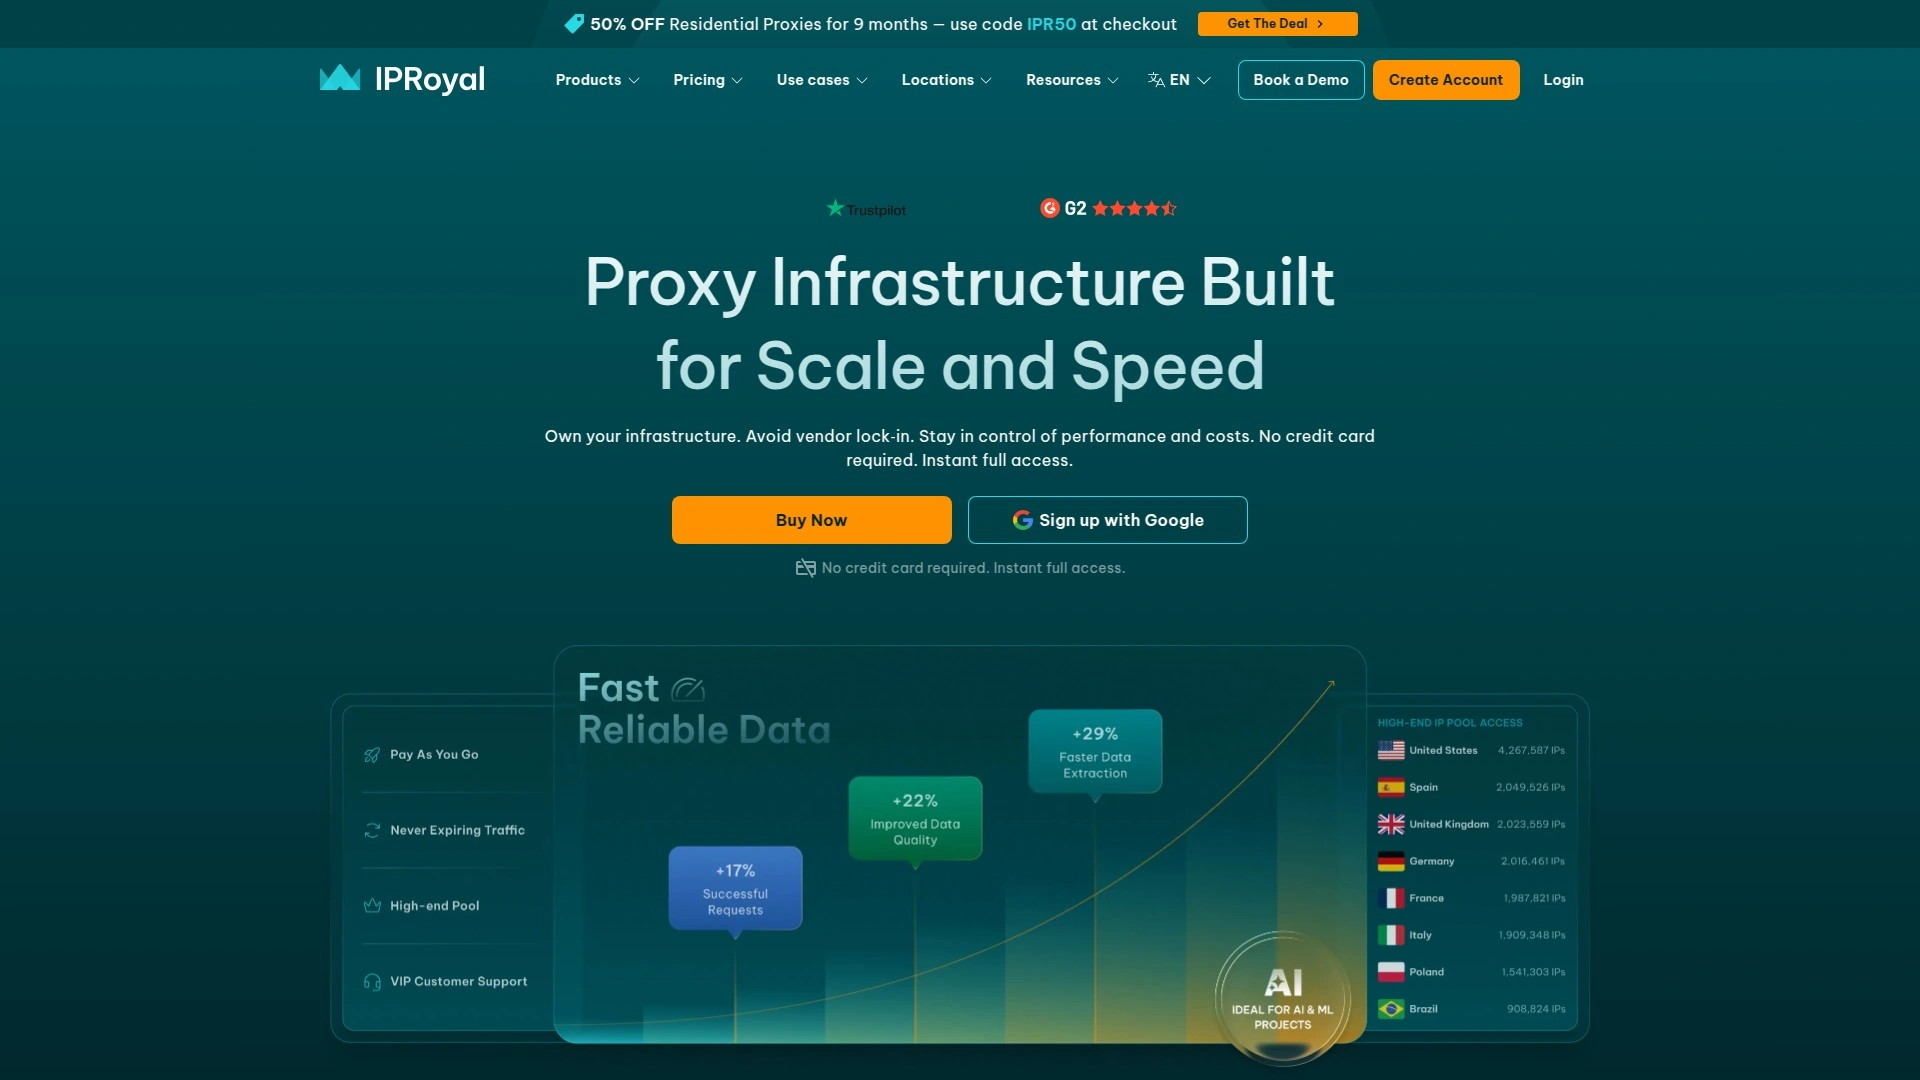 50% OFF Residential Proxies for 9 months – use code IPR50 at checkout
Get The Deal
IPRoyal
Products
Pricing
Use cases
Locations
Resources
EN
Book a Demo
Create Account
Login
Trustpilot
G2
Proxy Infrastructure Built
for Scale and Speed
Own your infrastructure. Avoid vendor lock-in. Stay in control of performance and costs. No credit card
required. Instant full access.
Buy Now
Sign up with Google
No credit card required. Instant full access.
Pay As You Go
Never Expiring Traffic
High-end Pool
VIP Customer Support
Fast
Reliable Data
+17%
Successful
Requests
+22%
Improved Data
Quality
+29%
Faster Data
Extraction
AI
IDEAL FOR AI & ML
PROJECTS
HIGH-END IP POOL ACCESS
United States 4,267,587 IPs
Spain 2,049,526 IPs
United Kingdom 2,023,559 IPs
Germany 2,016,461 IPs
France 1,987,821 IPs
Italy 1,909,348 IPs
Poland 1,541,303 IPs
Brazil 908,824 IPs